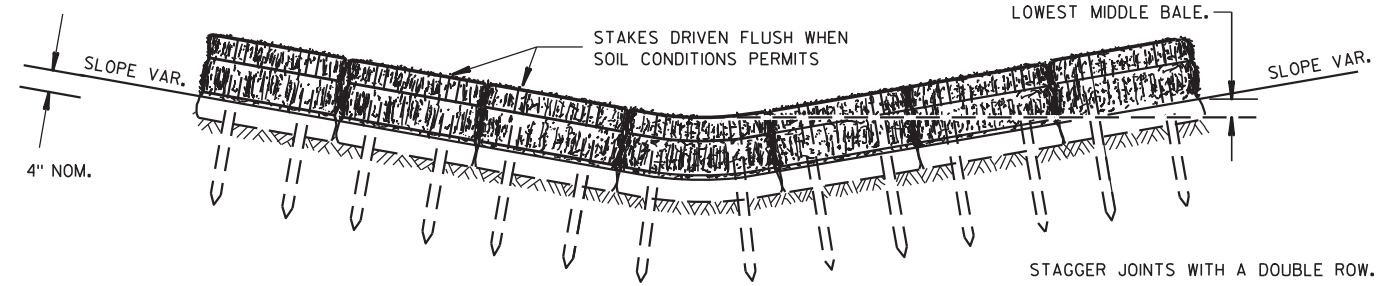 LOWEST MIDDLE BALE.
STAKES DRIVEN FLUSH WHEN
SOIL CONDITIONS PERMITS
SLOPE VAR.
SLOPE VAR.
4" NOM.
STAGGER JOINTS WITH A DOUBLE ROW.